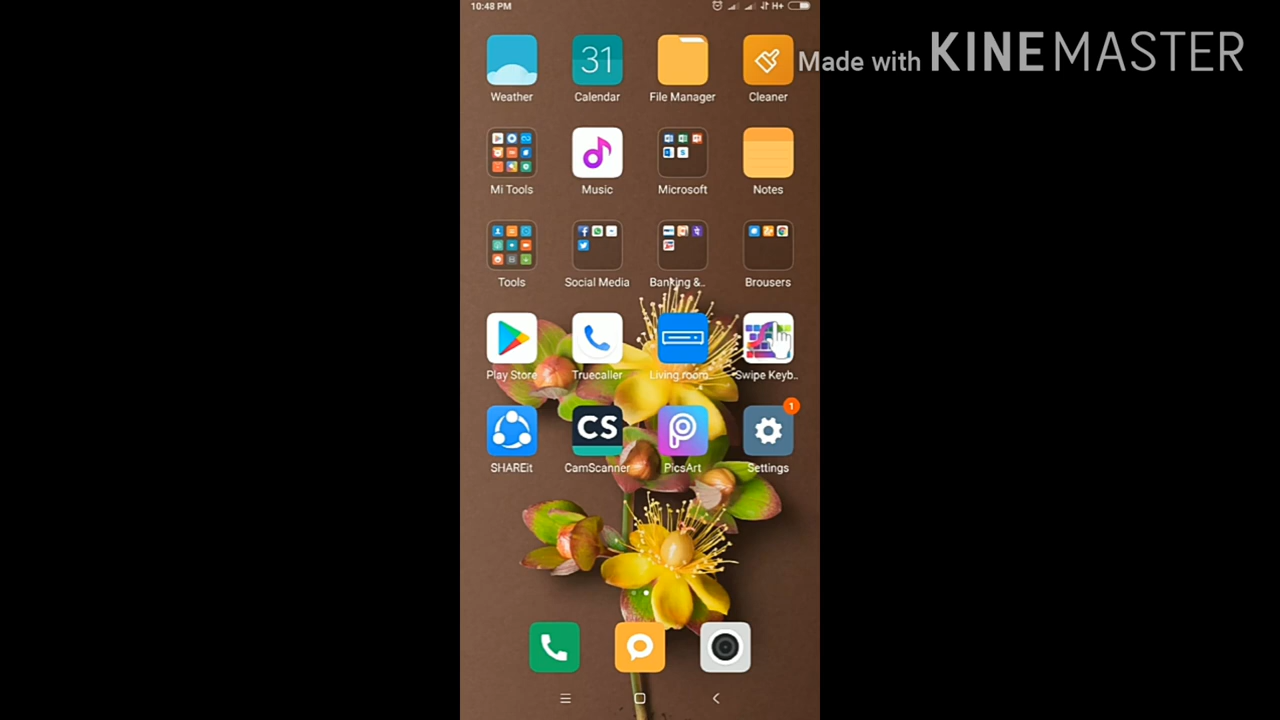 10:48 PM
H+
Made with KINEMASTER
31
Weather
Calendar
File Manager
Cleaner
Mi Tools
Music
Microsoft
Notes
Tools
Social Media
Banking &..
Brousers
Play Store
Truecaller
Living room..
Swipe Keyb..
1
CS
SHAREit
CamScanner
PicsArt
Settings